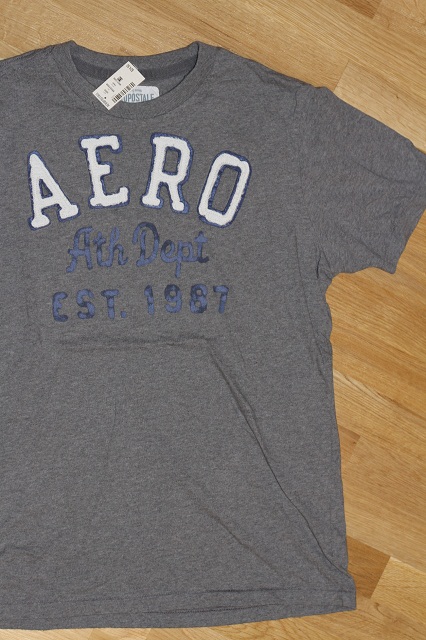 AERO
Ath Dept
EST. 1987